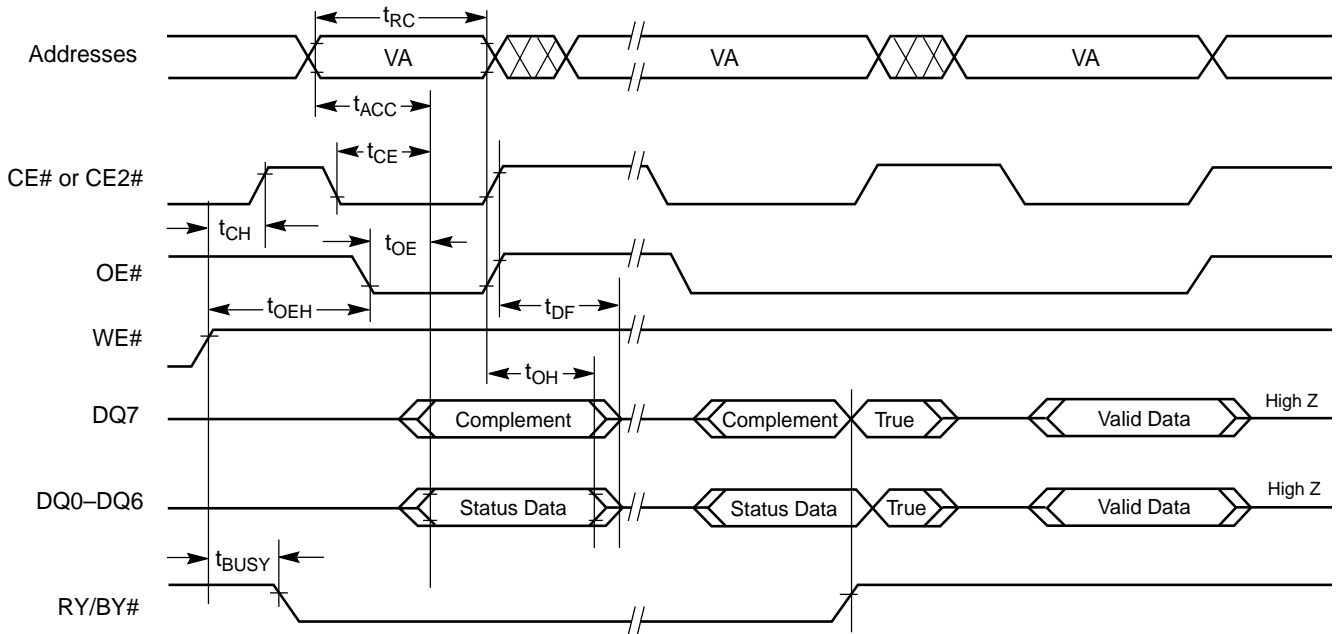 tRC
Addresses VA VA VA
tACC
tCE
CE# or CE2#
tCH
tOE
OE#
tOEH
tDF
WE#
tOH
DQ7 Complement Complement True Valid Data High Z
DQ0–DQ6 Status Data Status Data True Valid Data High Z
tBUSY
RY/BY#